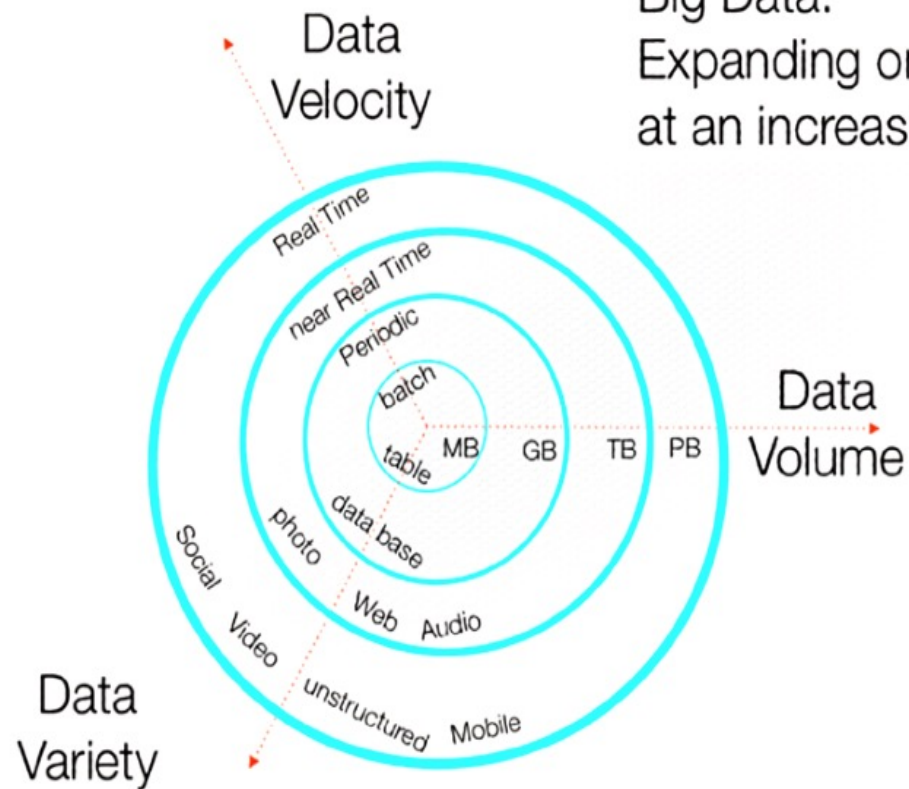 Big Data:
Expanding
at an
Data
Velocity
Real Time
near Real Time
Periodic
batch
Data
Volume
MB GB TB PB
table
data base
photo
Web Audio
Social
Video
unstructured Mobile
Data
Variety